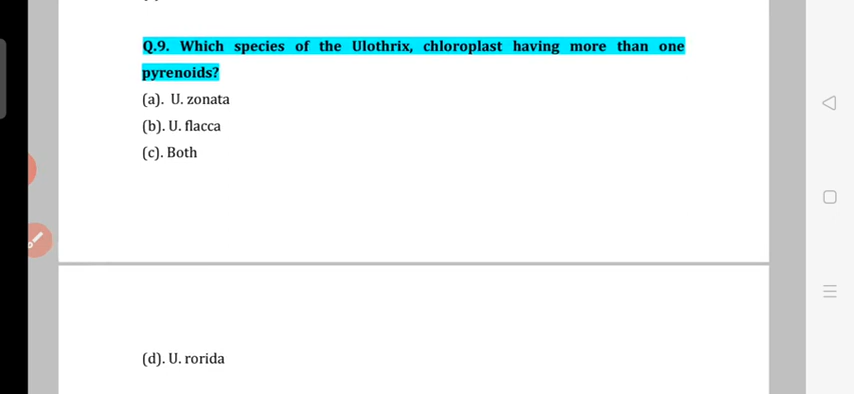 Q.9. Which species of the Ulothrix, chloroplast having more than one
pyrenoids?
(a). U. zonata
(b). U. flacca
(c). Both
(d). U. rorida